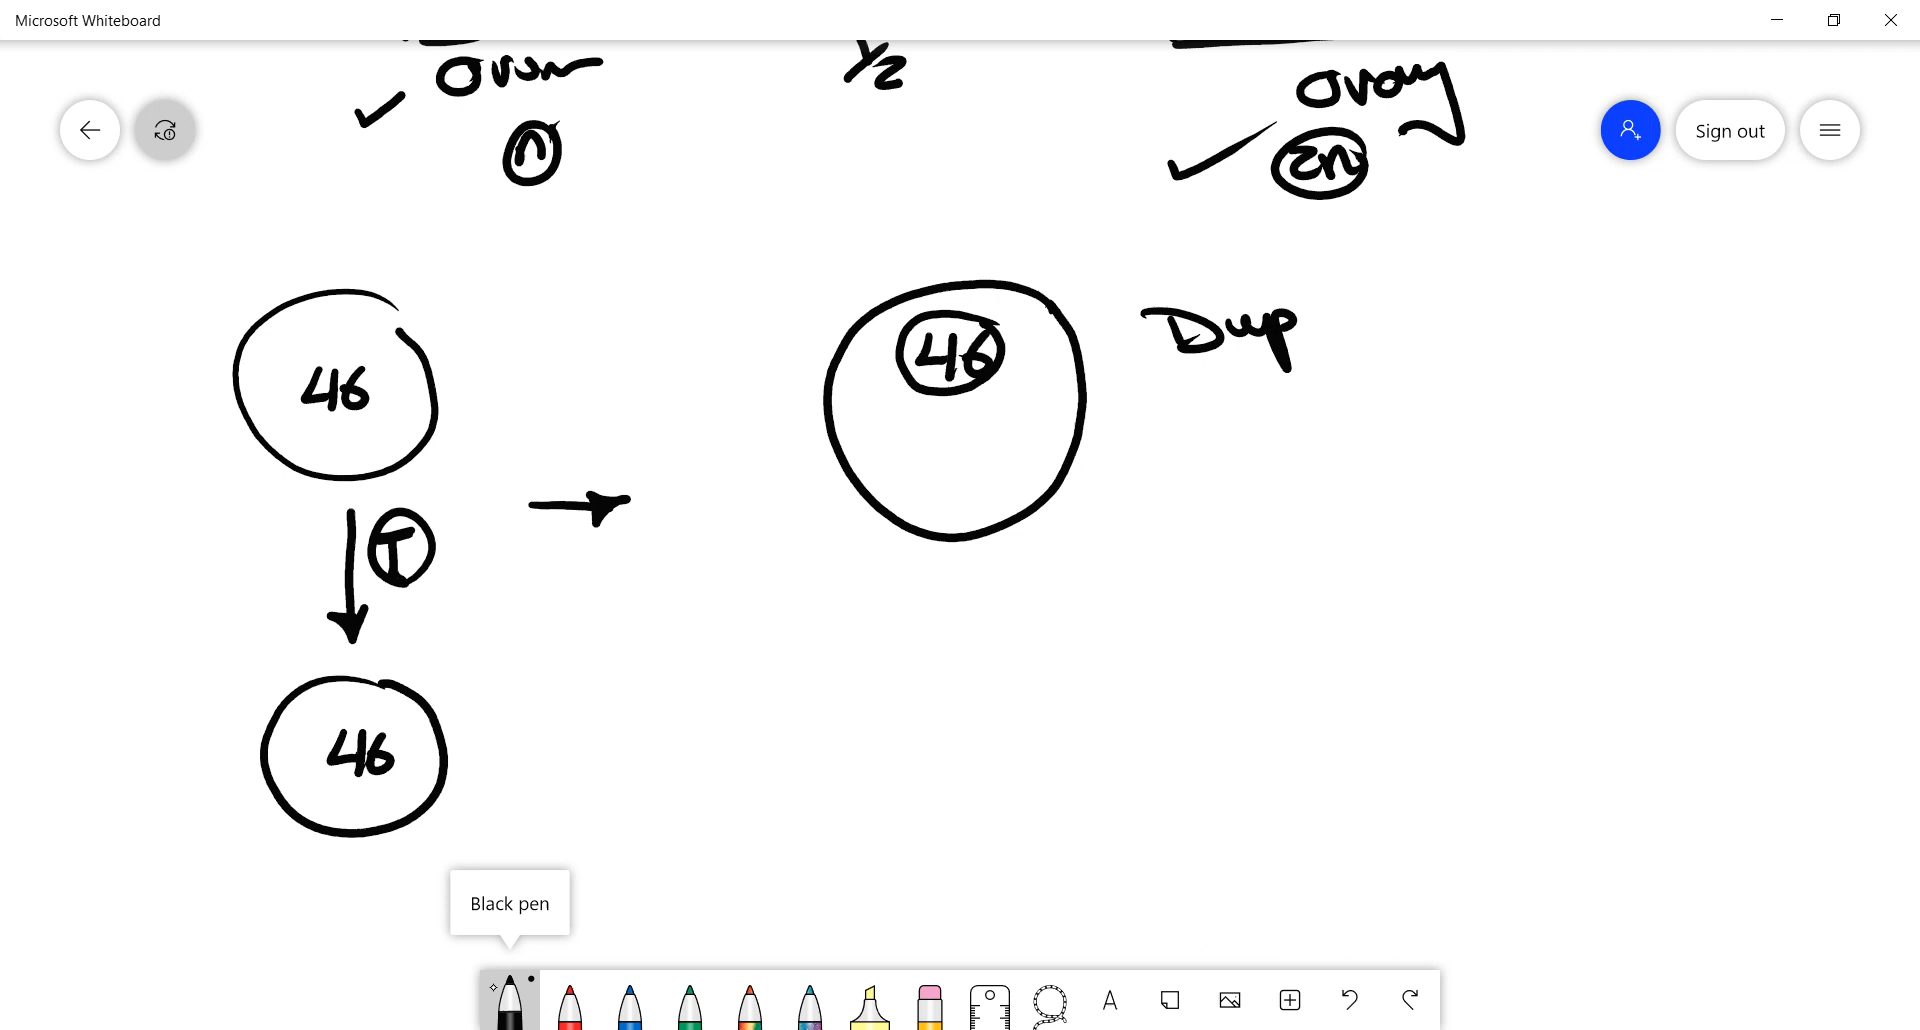 Microsoft Whiteboard
Ovum
1/2
Ovary
n
2n
Sign out
46
46
Dup
I
46
Black pen
A